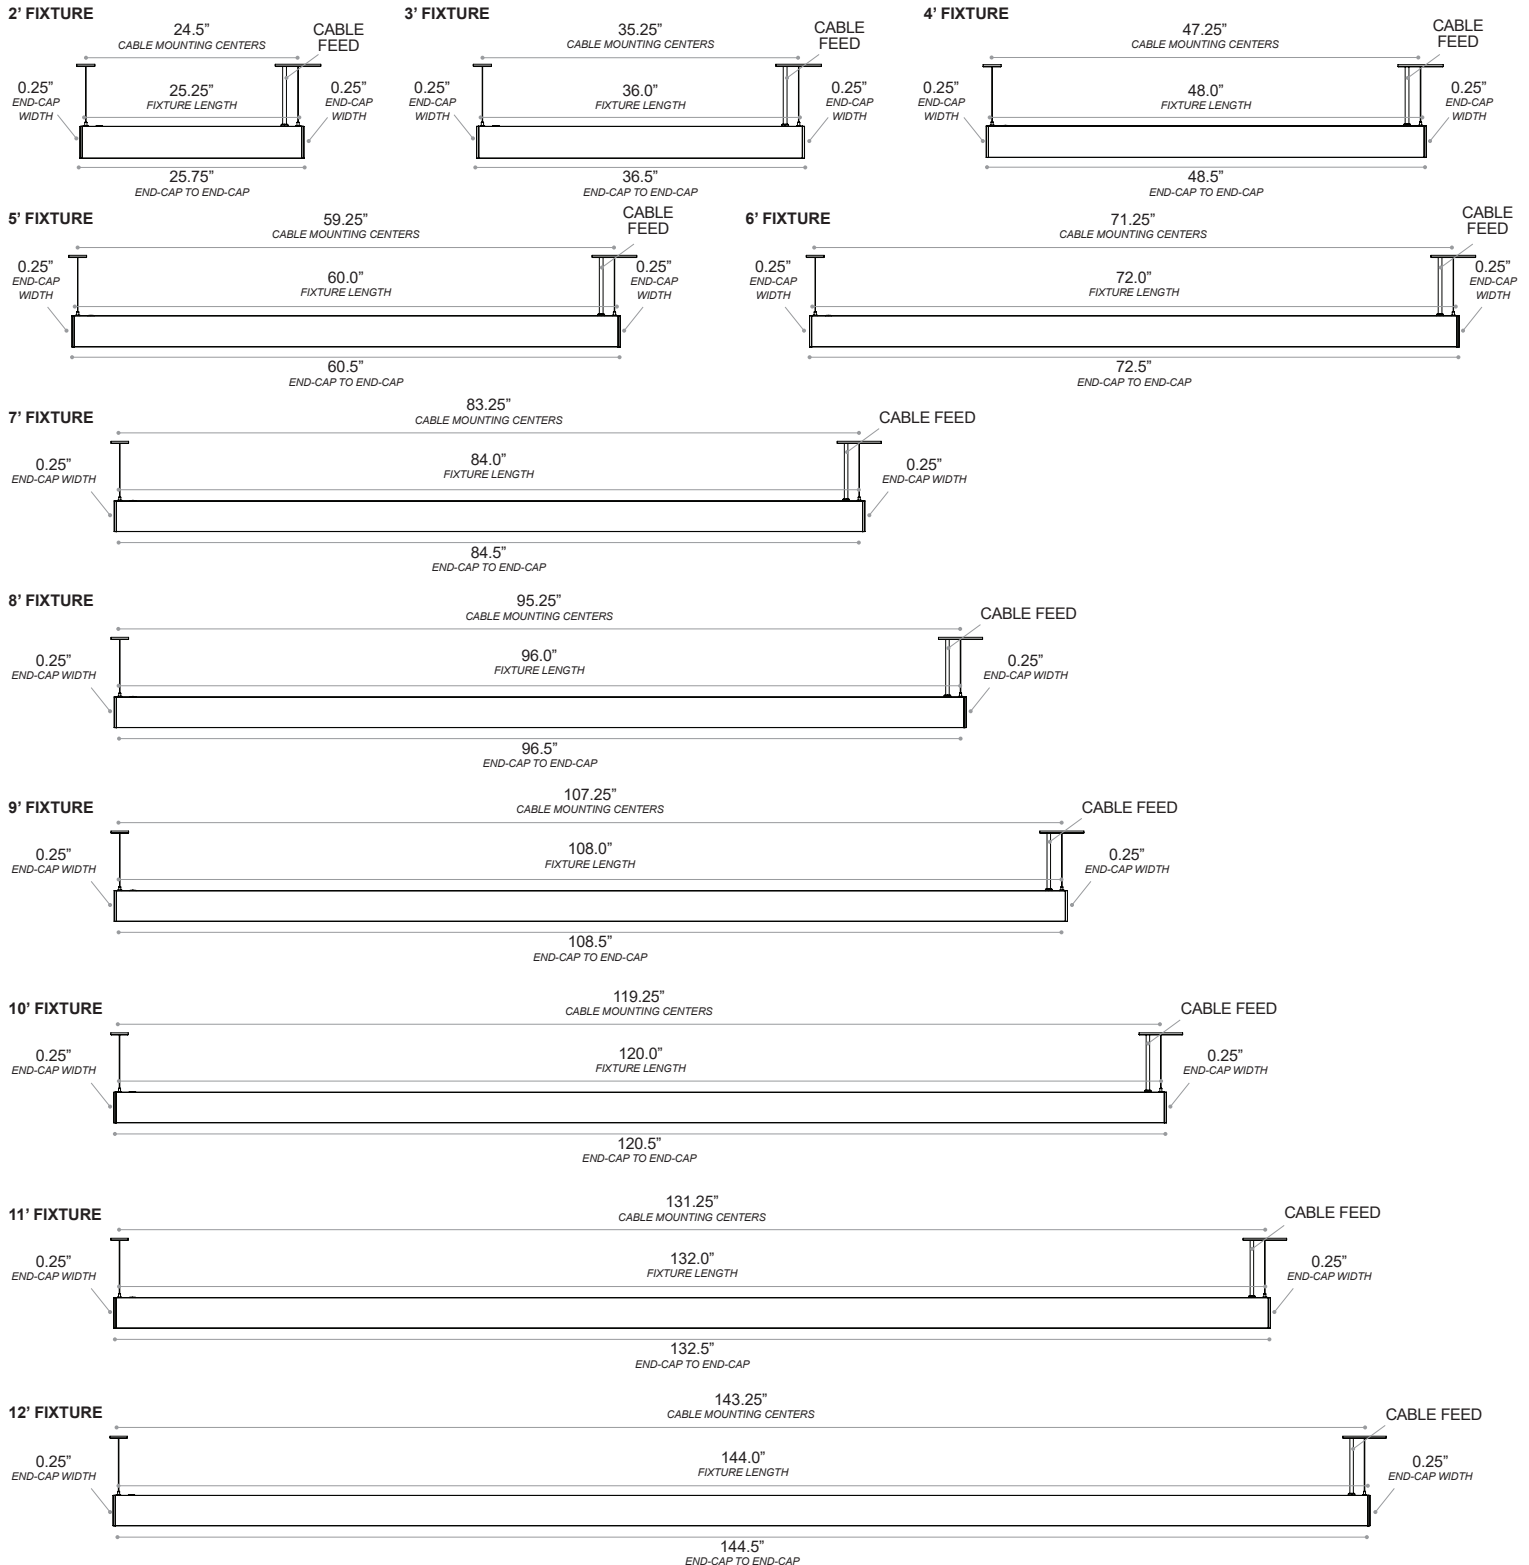 2’ FIXTURE
24.5”
CABLE MOUNTING CENTERS
CABLE
FEED
0.25”
END-CAP
WIDTH
25.25”
FIXTURE LENGTH
0.25”
END-CAP
WIDTH
25.75”
END-CAP TO END-CAP
3’ FIXTURE
35.25”
CABLE MOUNTING CENTERS
CABLE
FEED
0.25”
END-CAP
WIDTH
36.0”
FIXTURE LENGTH
0.25”
END-CAP
WIDTH
36.5”
END-CAP TO END-CAP
4’ FIXTURE
47.25”
CABLE MOUNTING CENTERS
CABLE
FEED
0.25”
END-CAP
WIDTH
48.0”
FIXTURE LENGTH
0.25”
END-CAP
WIDTH
48.5”
END-CAP TO END-CAP
5’ FIXTURE
59.25”
CABLE MOUNTING CENTERS
CABLE
FEED
0.25”
END-CAP
WIDTH
60.0”
FIXTURE LENGTH
0.25”
END-CAP
WIDTH
60.5”
END-CAP TO END-CAP
6’ FIXTURE
71.25”
CABLE MOUNTING CENTERS
CABLE
FEED
0.25”
END-CAP
WIDTH
72.0”
FIXTURE LENGTH
0.25”
END-CAP
WIDTH
72.5”
END-CAP TO END-CAP
7’ FIXTURE
83.25”
CABLE MOUNTING CENTERS
CABLE FEED
0.25”
END-CAP WIDTH
84.0”
FIXTURE LENGTH
0.25”
END-CAP WIDTH
84.5”
END-CAP TO END-CAP
8’ FIXTURE
95.25”
CABLE MOUNTING CENTERS
CABLE FEED
0.25”
END-CAP WIDTH
96.0”
FIXTURE LENGTH
0.25”
END-CAP WIDTH
96.5”
END-CAP TO END-CAP
9’ FIXTURE
107.25”
CABLE MOUNTING CENTERS
CABLE FEED
0.25”
END-CAP WIDTH
108.0”
FIXTURE LENGTH
0.25”
END-CAP WIDTH
108.5”
END-CAP TO END-CAP
10’ FIXTURE
119.25”
CABLE MOUNTING CENTERS
CABLE FEED
0.25”
END-CAP WIDTH
120.0”
FIXTURE LENGTH
0.25”
END-CAP WIDTH
120.5”
END-CAP TO END-CAP
11’ FIXTURE
131.25”
CABLE MOUNTING CENTERS
CABLE FEED
0.25”
END-CAP WIDTH
132.0”
FIXTURE LENGTH
0.25”
END-CAP WIDTH
132.5”
END-CAP TO END-CAP
12’ FIXTURE
143.25”
CABLE MOUNTING CENTERS
CABLE FEED
0.25”
END-CAP WIDTH
144.0”
FIXTURE LENGTH
0.25”
END-CAP WIDTH
144.5”
END-CAP TO END-CAP